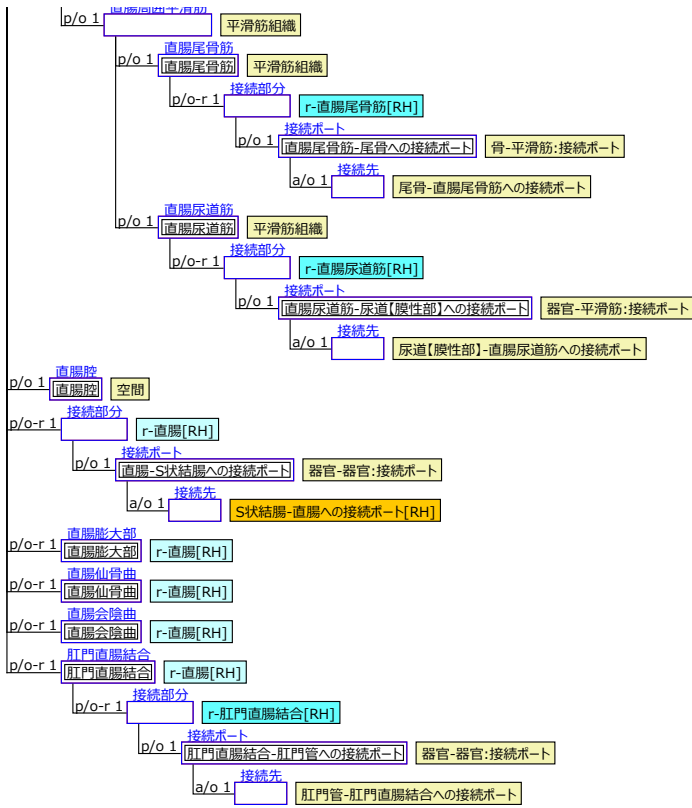 直腸周囲平滑筋
p/o 1 平滑筋組織
直腸尾骨筋
p/o 1 直腸尾骨筋 平滑筋組織
接続部分
p/o-r 1 r-直腸尾骨筋[RH]
接続ポート
p/o 1 直腸尾骨筋-尾骨への接続ポート 骨-平滑筋:接続ポート
接続先
a/o 1 尾骨-直腸尾骨筋への接続ポート
直腸尿道筋
p/o 1 直腸尿道筋 平滑筋組織
接続部分
p/o-r 1 r-直腸尿道筋[RH]
接続ポート
p/o 1 直腸尿道筋-尿道【膜性部】への接続ポート 器官-平滑筋:接続ポート
接続先
a/o 1 尿道【膜性部】-直腸尿道筋への接続ポート
直腸腔
p/o 1 直腸腔 空間
接続部分
p/o-r 1 r-直腸[RH]
接続ポート
p/o 1 直腸-S状結腸への接続ポート 器官-器官:接続ポート
接続先
a/o 1 S状結腸-直腸への接続ポート[RH]
直腸膨大部
p/o-r 1 直腸膨大部 r-直腸[RH]
直腸仙骨曲
p/o-r 1 直腸仙骨曲 r-直腸[RH]
直腸会陰曲
p/o-r 1 直腸会陰曲 r-直腸[RH]
肛門直腸結合
p/o-r 1 肛門直腸結合 r-直腸[RH]
接続部分
p/o-r 1 r-肛門直腸結合[RH]
接続ポート
p/o 1 肛門直腸結合-肛門管への接続ポート 器官-器官:接続ポート
接続先
a/o 1 肛門管-肛門直腸結合への接続ポート